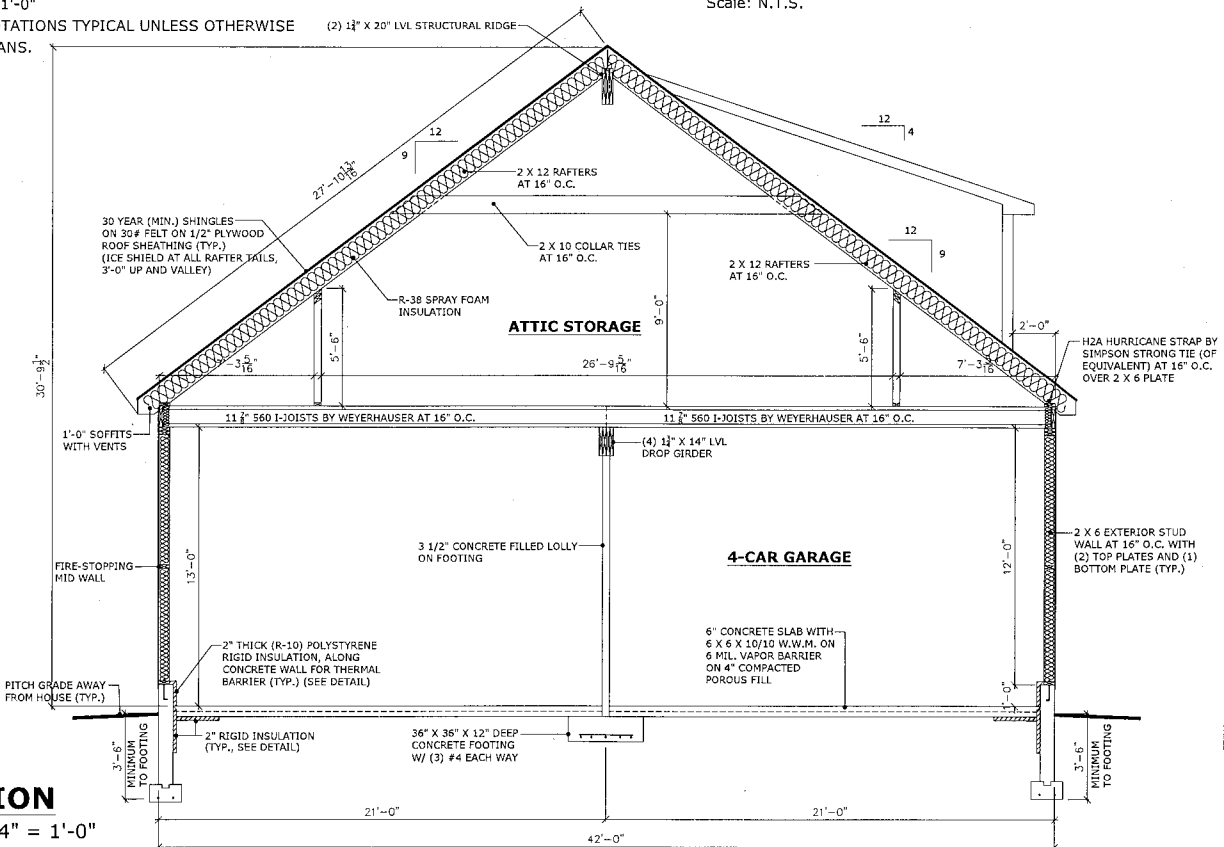 1'-0"
Scale: N.T.S.
TATIONS TYPICAL UNLESS OTHERWISE
ANS.
(2) 1¾" X 20" LVL STRUCTURAL RIDGE
12
4
12
9
27'-10 13/16"
2 X 12 RAFTERS
AT 16" O.C.
30 YEAR (MIN.) SHINGLES
ON 30# FELT ON 1/2" PLYWOOD
ROOF SHEATHING (TYP.)
(ICE SHIELD AT ALL RAFTER TAILS,
3'-0" UP AND VALLEY)
2 X 10 COLLAR TIES
AT 16" O.C.
12
9
2 X 12 RAFTERS
AT 16" O.C.
R-38 SPRAY FOAM
INSULATION
ATTIC STORAGE
9'-0"
5'-6"
5'-6"
2'-0"
H2A HURRICANE STRAP BY
SIMPSON STRONG TIE (OF
EQUIVALENT) AT 16" O.C.
OVER 2 X 6 PLATE
30'-9½"
-3 5/16"
26'-9 5/16"
7'-3 5/16"
11 ⅞" 560 I-JOISTS BY WEYERHAUSER AT 16" O.C.
11 ⅞" 560 I-JOISTS BY WEYERHAUSER AT 16" O.C.
1'-0" SOFFITS
WITH VENTS
(4) 1¾" X 14" LVL
DROP GIRDER
3 1/2" CONCRETE FILLED LOLLY
ON FOOTING
4-CAR GARAGE
2 X 6 EXTERIOR STUD
WALL AT 16" O.C. WITH
(2) TOP PLATES AND (1)
BOTTOM PLATE (TYP.)
FIRE-STOPPING
MID WALL
13'-0"
12'-0"
2" THICK (R-10) POLYSTYRENE
RIGID INSULATION, ALONG
CONCRETE WALL FOR THERMAL
BARRIER (TYP.) (SEE DETAIL)
6" CONCRETE SLAB WITH
6 X 6 X 10/10 W.W.M. ON
6 MIL. VAPOR BARRIER
ON 4" COMPACTED
POROUS FILL
PITCH GRADE AWAY
FROM HOUSE (TYP.)
1'-0"
2" RIGID INSULATION
(TYP., SEE DETAIL)
36" X 36" X 12" DEEP
CONCRETE FOOTING
W/ (3) #4 EACH WAY
3'-6"
MINIMUM
TO FOOTING
3'-6"
MINIMUM
TO FOOTING
ION
4" = 1'-0"
21'-0"
21'-0"
42'-0"